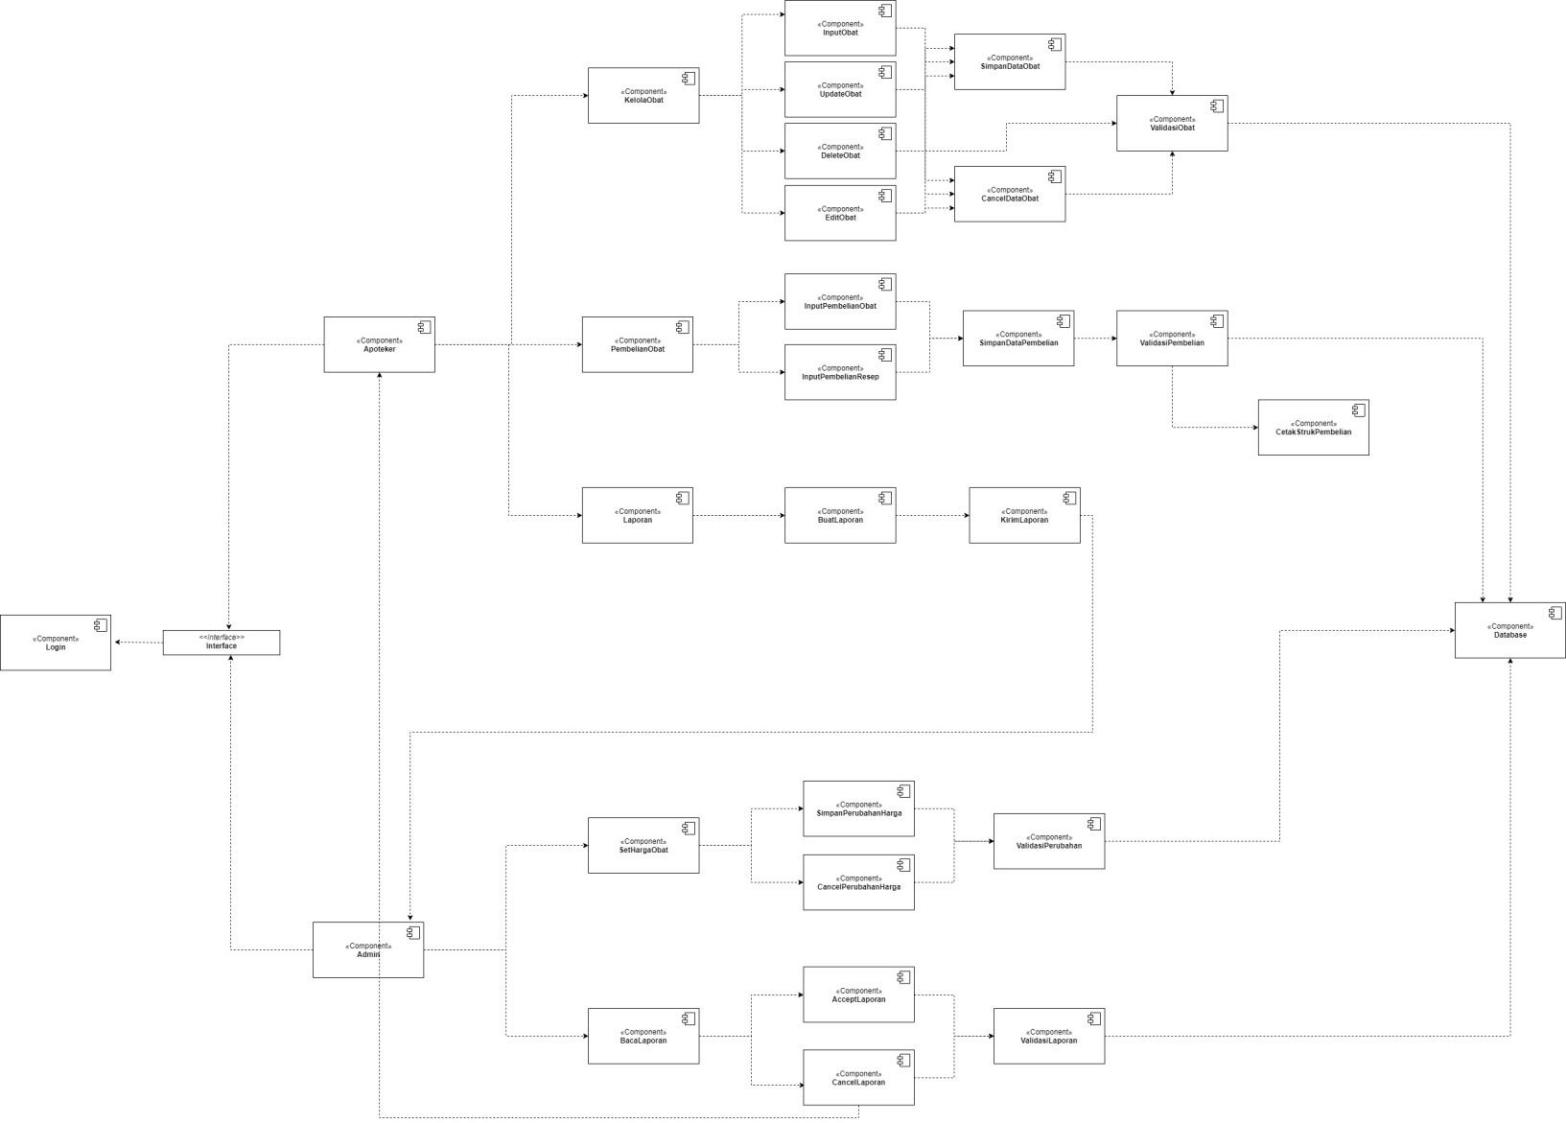 «Component»
InputObat
«Component»
SimpanDataObat
«Component»
KelolaObat
«Component»
UpdateObat
«Component»
ValidasiObat
«Component»
DeleteObat
«Component»
CancelDataObat
«Component»
EditObat
«Component»
InputPembelianObat
«Component»
Apoteker
«Component»
PembelianObat
«Component»
SimpanDataPembelian
«Component»
ValidasiPembelian
«Component»
InputPembelianResep
«Component»
CetakStrukPembelian
«Component»
Laporan
«Component»
BuatLaporan
«Component»
KirimLaporan
«Component»
Login
<<Interface>>
Interface
«Component»
Database
«Component»
SimpanPerubahanHarga
«Component»
SetHargaObat
«Component»
ValidasiPerubahan
«Component»
CancelPerubahanHarga
«Component»
Admin
«Component»
AcceptLaporan
«Component»
BacaLaporan
«Component»
ValidasiLaporan
«Component»
CancelLaporan